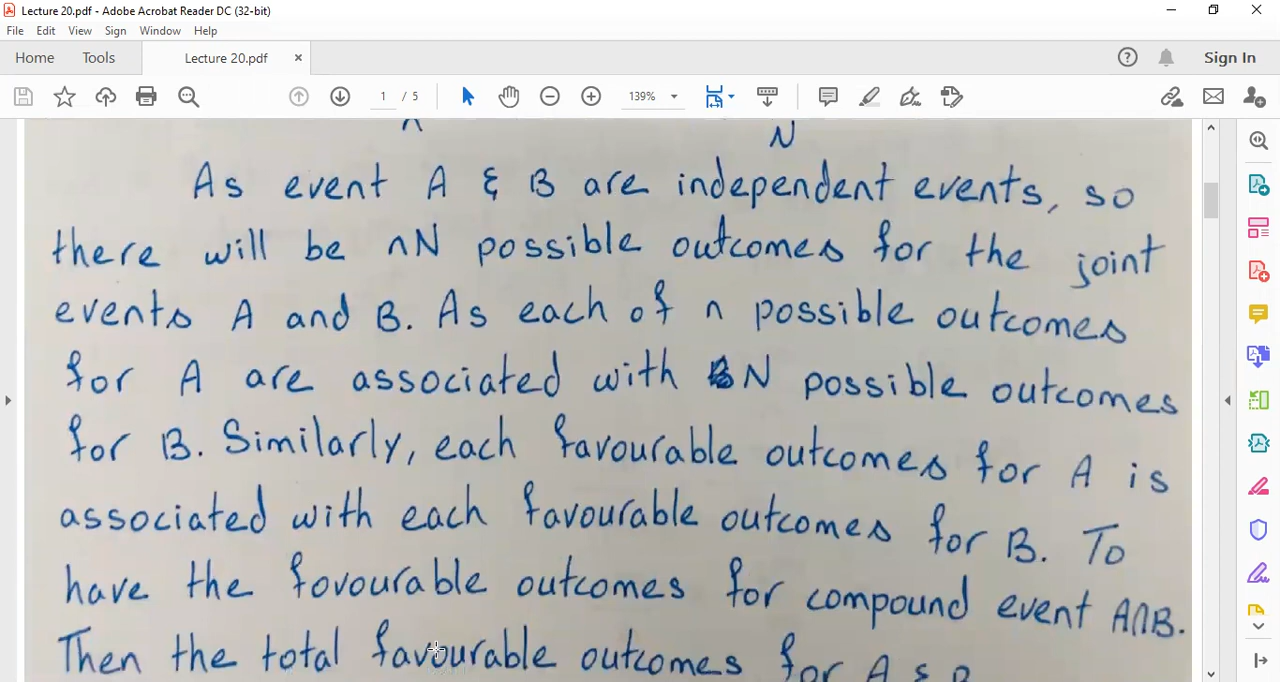 Lecture 20.pdf - Adobe Acrobat Reader DC (32-bit)
File Edit View Sign Window Help
Home Tools Lecture 20.pdf × Sign In
1 / 5 139%
N
As event A & B are independent events, so
there will be nN possible outcomes for the joint
events A and B. As each of n possible outcomes
for A are associated with N possible outcomes
for B. Similarly, each favourable outcomes for A is
associated with each favourable outcomes for B. To
have the fovourable outcomes for compound event A∩B.
Then the total favourable outcomes for A & B